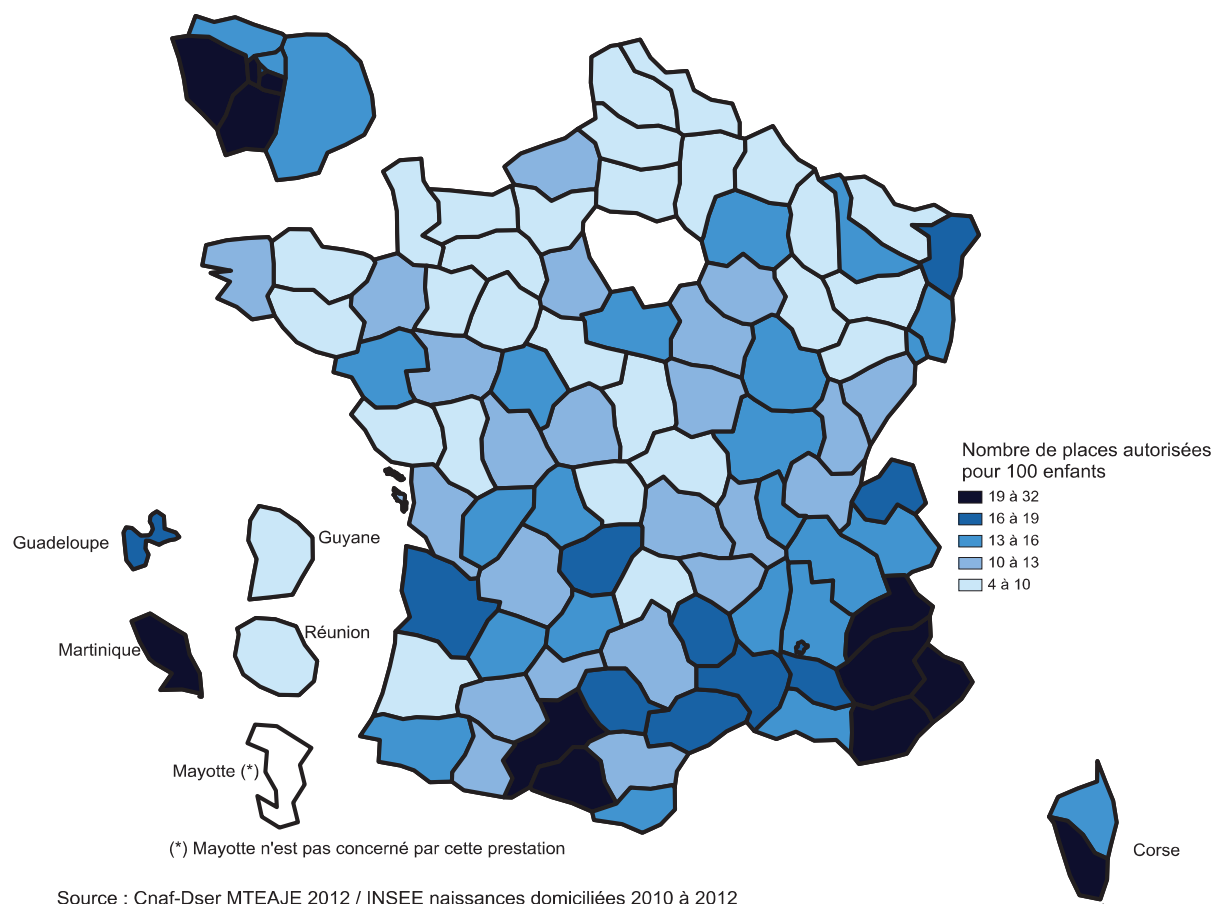 Nombre de places autorisées
pour 100 enfants
19 à 32
16 à 19
13 à 16
10 à 13
4 à 10
Guadeloupe
Guyane
Martinique
Réunion
Mayotte (*)
Corse
(*) Mayotte n'est pas concerné par cette prestation
Source : Cnaf-Dser MTEAJE 2012 / INSEE naissances domiciliées 2010 à 2012